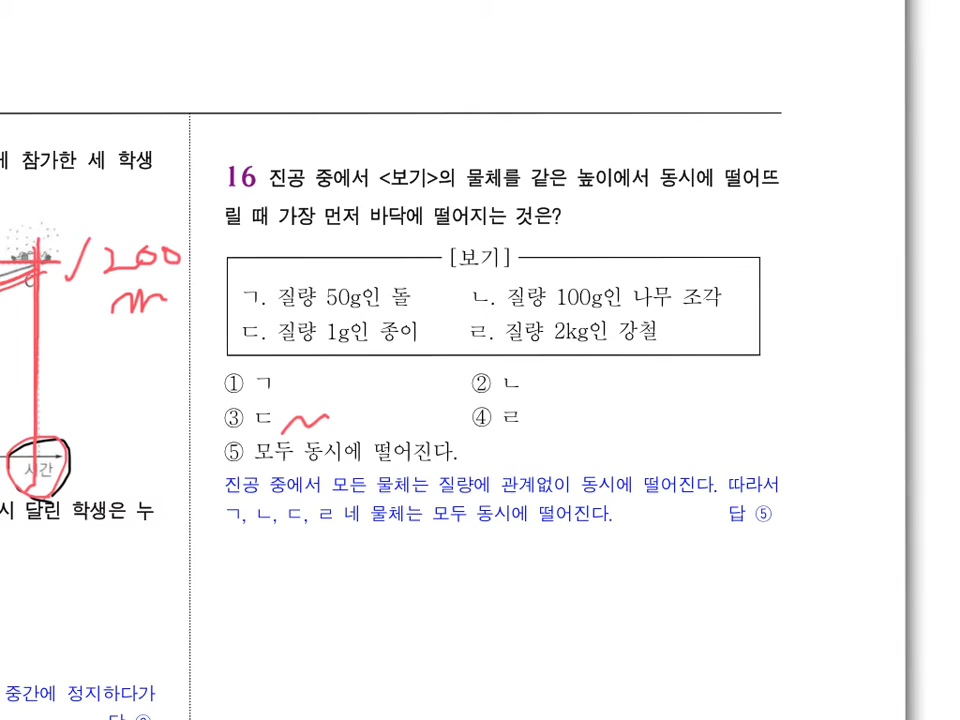 에 참가한 세 학생
200
m
시간
시 달린 학생은 누
중간에 정지하다가
16 진공 중에서 <보기>의 물체를 같은 높이에서 동시에 떨어뜨
릴 때 가장 먼저 바닥에 떨어지는 것은?
[보기]
ㄱ. 질량 50g인 돌 ㄴ. 질량 100g인 나무 조각
ㄷ. 질량 1g인 종이 ㄹ. 질량 2kg인 강철
① ㄱ ② ㄴ
③ ㄷ ④ ㄹ
⑤ 모두 동시에 떨어진다.
진공 중에서 모든 물체는 질량에 관계없이 동시에 떨어진다. 따라서
ㄱ, ㄴ, ㄷ, ㄹ 네 물체는 모두 동시에 떨어진다. 답 ⑤